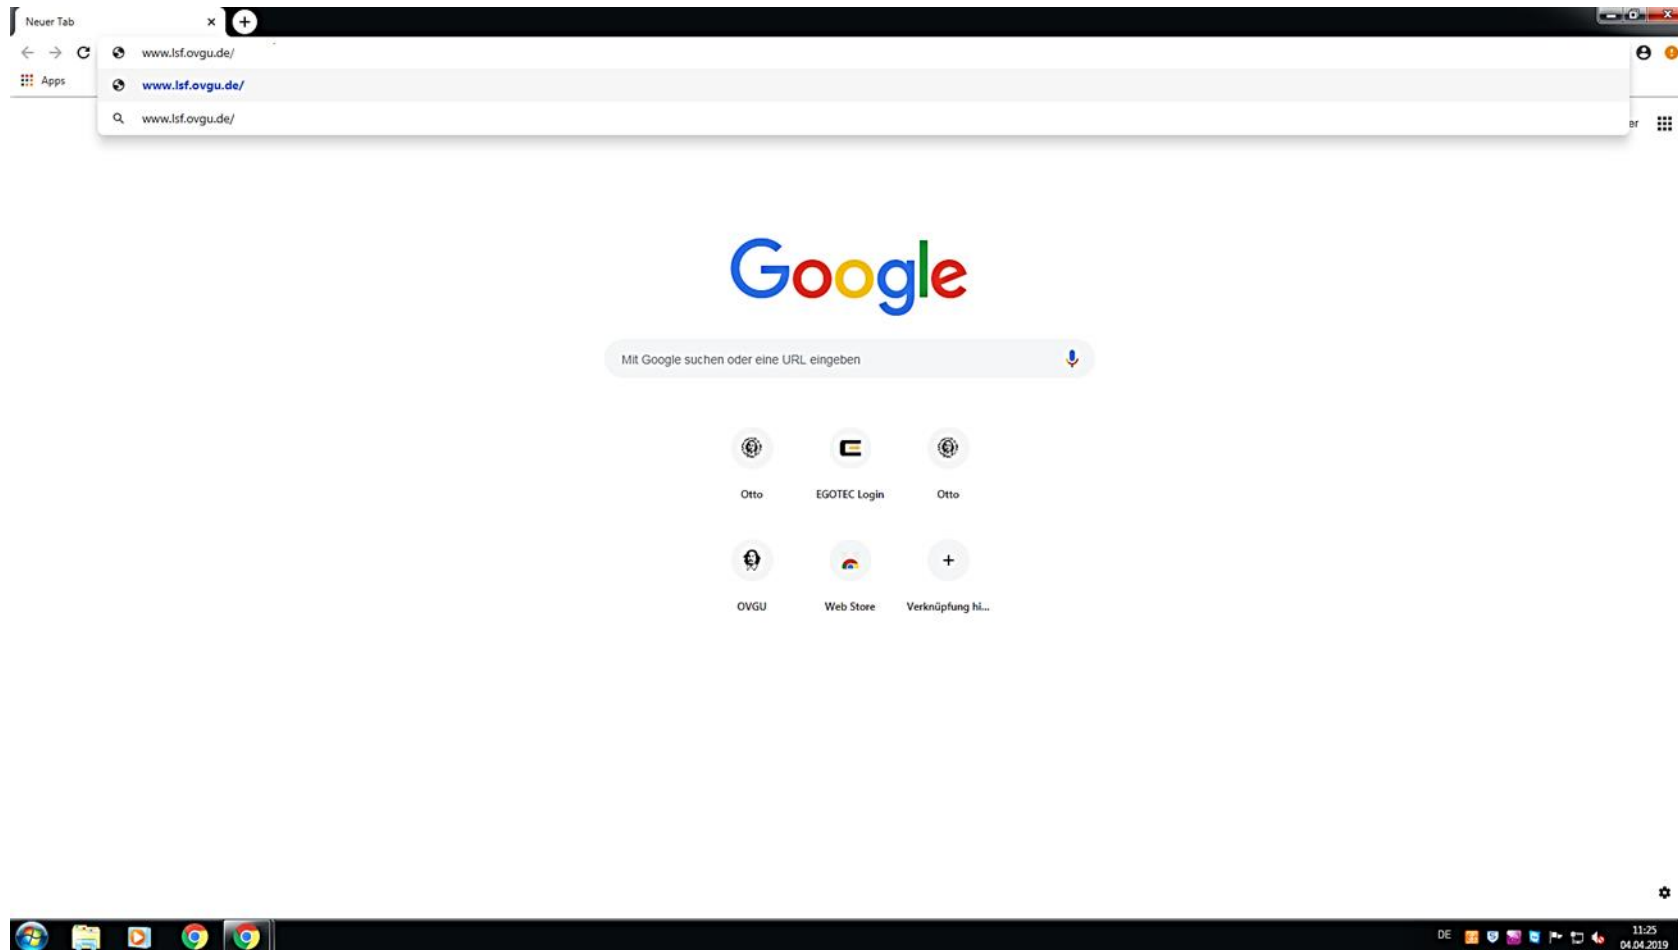 Neuer Tab
www.lsf.ovgu.de/
Apps
www.lsf.ovgu.de/
www.lsf.ovgu.de/
er
Google
Mit Google suchen oder eine URL eingeben
Otto
EGOTEC Login
Otto
OVGU
Web Store
Verknüpfung hi...
DE
11:25
04.04.2019